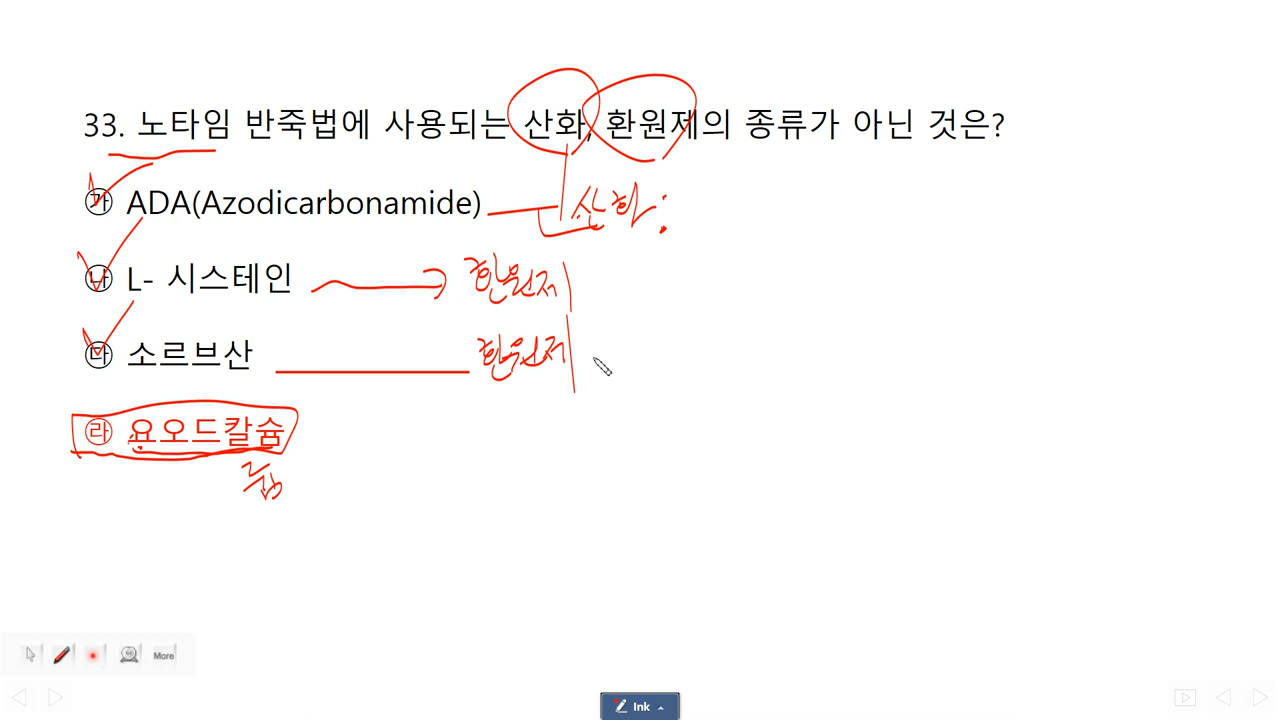 33. 노타임 반죽법에 사용되는 산화, 환원제의 종류가 아닌 것은?
㉮ ADA(Azodicarbonamide) 산화
㉯ L- 시스테인 환원제
㉰ 소르브산 환원제
㉱ 요오드칼슘
More
Ink